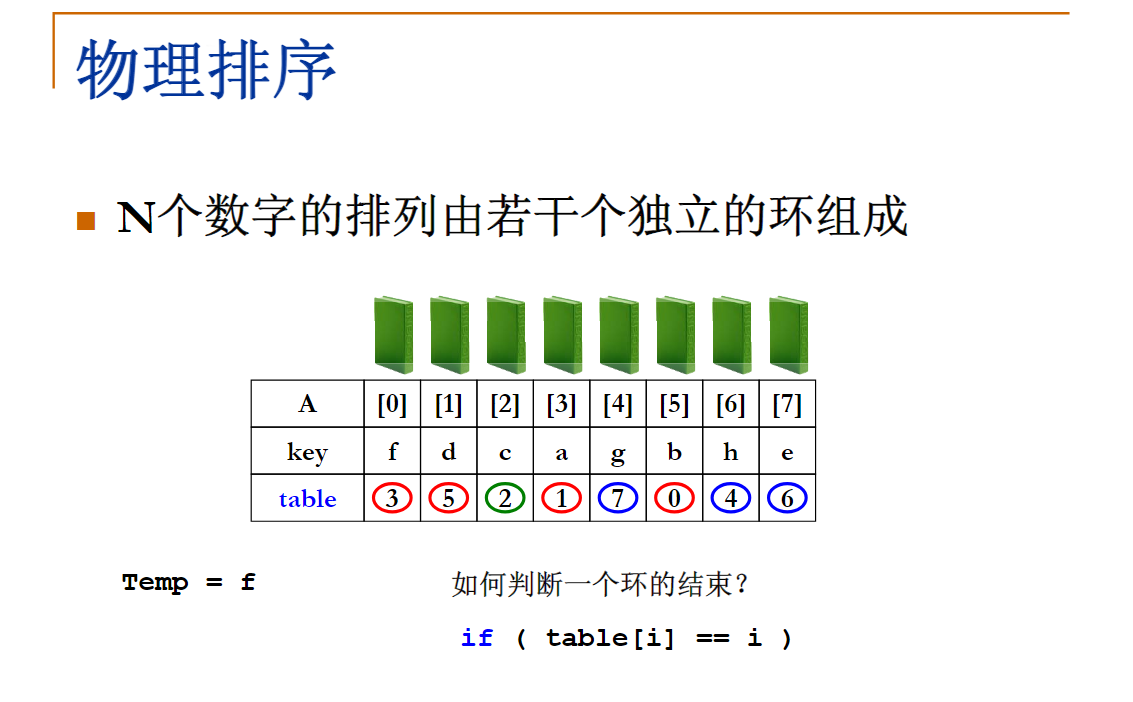 物理排序
N个数字的排列由若干个独立的环组成
A [0] [1] [2] [3] [4] [5] [6] [7]
key f d c a g b h e
table 3 5 2 1 7 0 4 6
Temp = f
如何判断一个环的结束?
if ( table[i] == i )